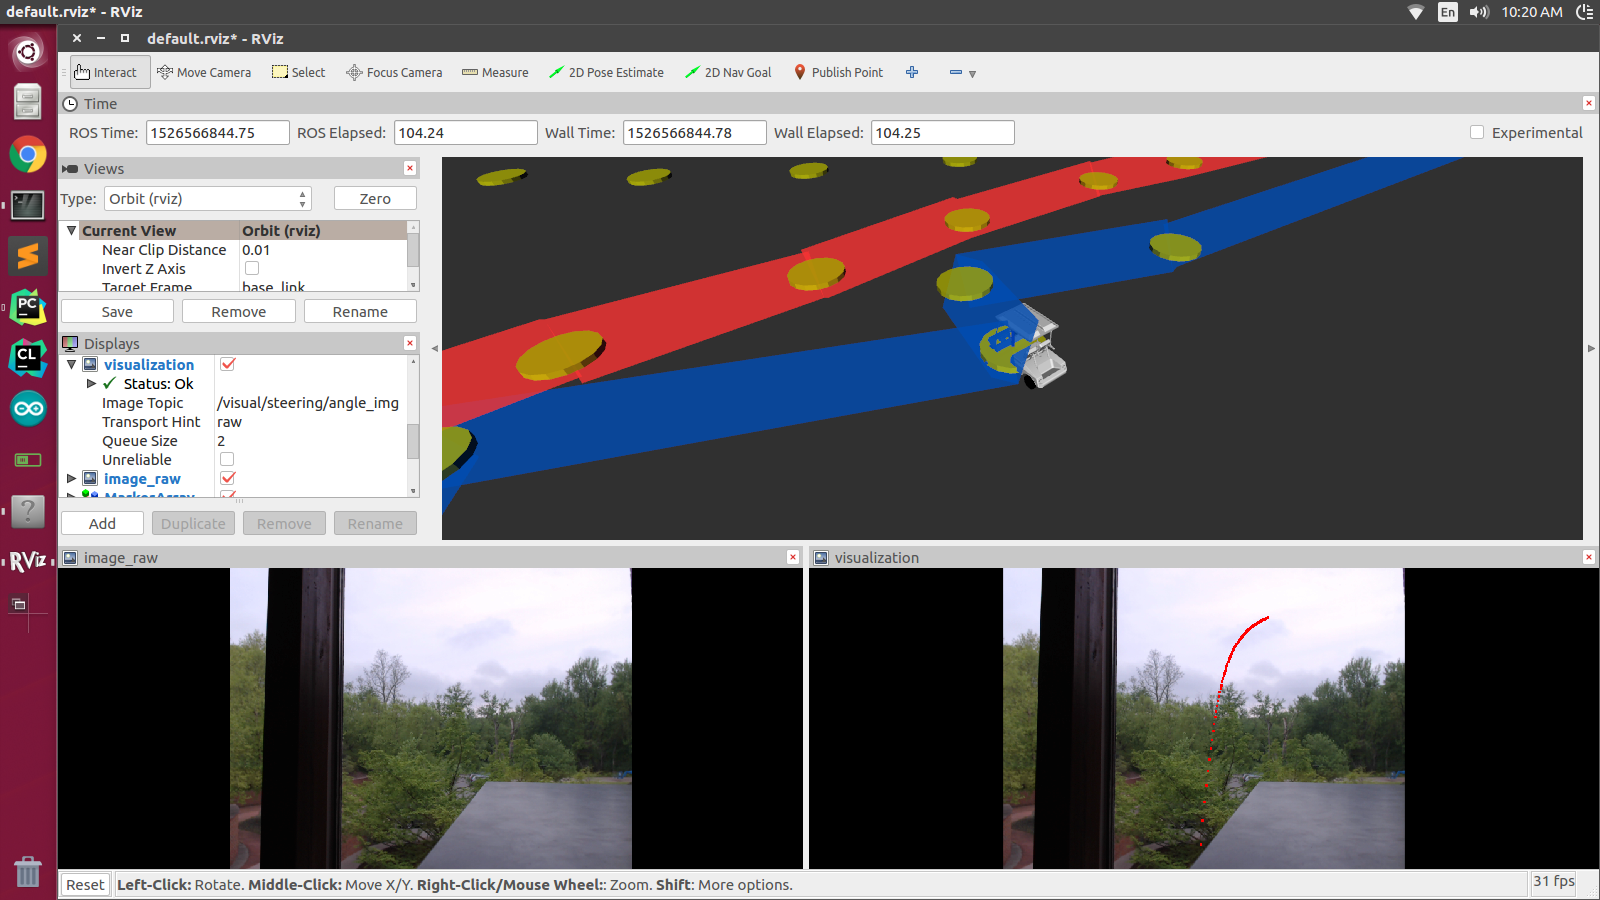 default.rviz* - RViz
En
10:20 AM
default.rviz* - RViz
Interact
Move Camera
Select
Focus Camera
Measure
2D Pose Estimate
2D Nav Goal
Publish Point
Time
ROS Time: 1526566844.75 ROS Elapsed: 104.24 Wall Time: 1526566844.78 Wall Elapsed: 104.25 Experimental
Views
Type: Orbit (rviz) Zero
Current View Orbit (rviz)
Near Clip Distance 0.01
Invert Z Axis
Target Frame base_link
Save Remove Rename
Displays
visualization
Status: Ok
Image Topic /visual/steering/angle_img
Transport Hint raw
Queue Size 2
Unreliable
image_raw
MarkerArray
Add Duplicate Remove Rename
image_raw
visualization
PC
CL
RViz
Reset
Left-Click: Rotate. Middle-Click: Move X/Y. Right-Click/Mouse Wheel:: Zoom. Shift: More options.
31 fps